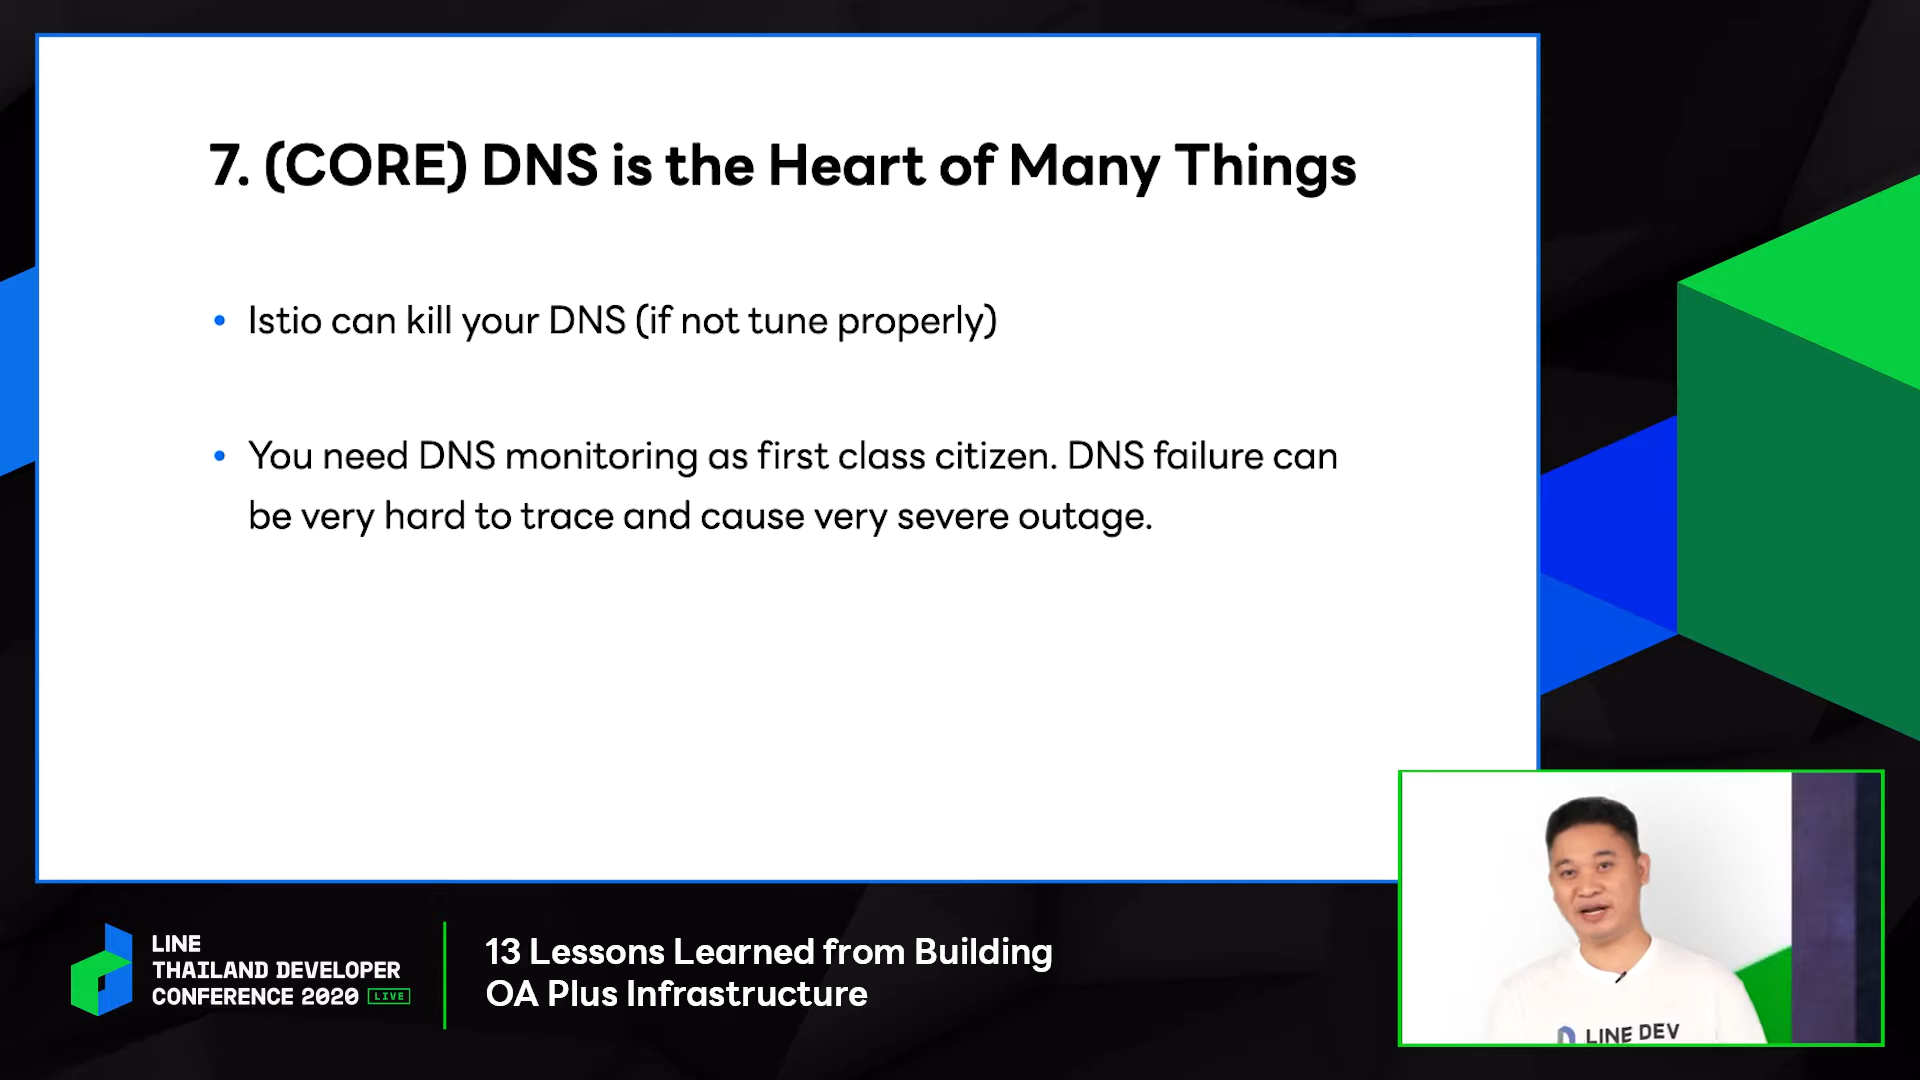 7. (CORE) DNS is the Heart of Many Things
• Istio can kill your DNS (if not tune properly)
• You need DNS monitoring as first class citizen. DNS failure can
be very hard to trace and cause very severe outage.
LINE
THAILAND DEVELOPER
CONFERENCE 2020 LIVE
13 Lessons Learned from Building
OA Plus Infrastructure
LINE DEV